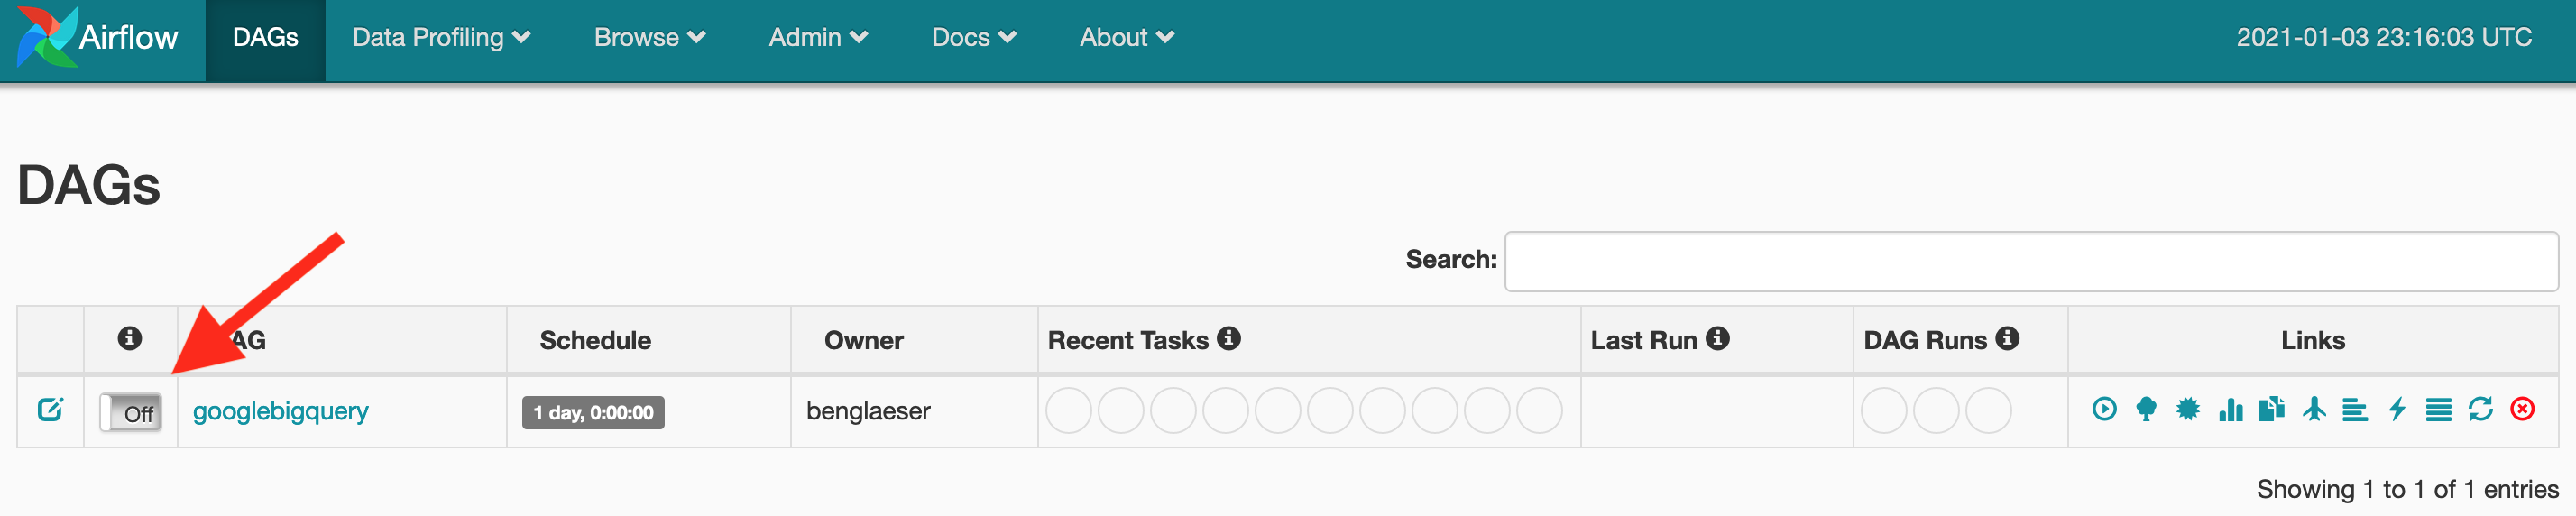 Airflow DAGs Data Profiling Browse Admin Docs About 2021-01-03 23:16:03 UTC
DAGs
Search:
AG Schedule Owner Recent Tasks Last Run DAG Runs Links
Off googlebigquery 1 day, 0:00:00 benglaeser
Showing 1 to 1 of 1 entries